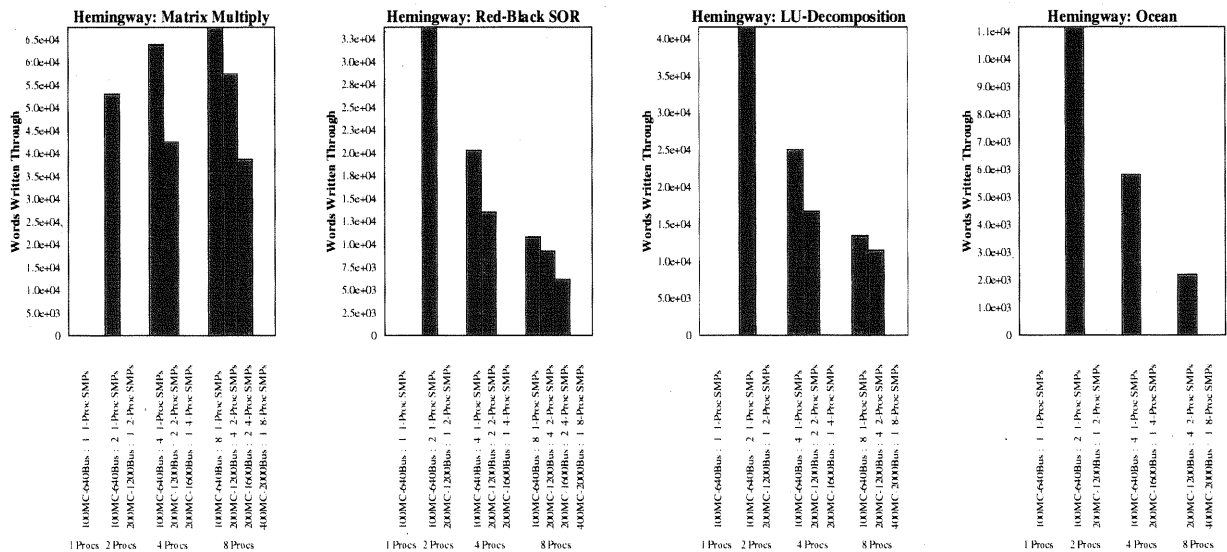 Hemingway: Matrix Multiply
Words Written Through
6.5e+04
6.0e+04
5.5e+04
5.0e+04
4.5e+04
4.0e+04
3.5e+04
3.0e+04
2.5e+04
2.0e+04
1.5e+04
1.0e+04
5.0e+03
0
100MC-640Bus : 1 1-Proc SMPs
100MC-640Bus : 2 1-Proc SMPs
200MC-1200Bus : 1 2-Proc SMPs
100MC-640Bus : 4 1-Proc SMPs
200MC-1200Bus : 2 2-Proc SMPs
200MC-1600Bus : 1 4-Proc SMPs
100MC-640Bus : 8 1-Proc SMPs
200MC-1200Bus : 4 2-Proc SMPs
200MC-1600Bus : 2 4-Proc SMPs
400MC-2000Bus : 1 8-Proc SMPs
1 Procs 2 Procs 4 Procs 8 Procs
Hemingway: Red-Black SOR
Words Written Through
3.3e+04
3.0e+04
2.8e+04
2.5e+04
2.3e+04
2.0e+04
1.8e+04
1.5e+04
1.3e+04
1.0e+04
7.5e+03
5.0e+03
2.5e+03
0
100MC-640Bus : 1 1-Proc SMPs
100MC-640Bus : 2 1-Proc SMPs
200MC-1200Bus : 1 2-Proc SMPs
100MC-640Bus : 4 1-Proc SMPs
200MC-1200Bus : 2 2-Proc SMPs
200MC-1600Bus : 1 4-Proc SMPs
100MC-640Bus : 8 1-Proc SMPs
200MC-1200Bus : 4 2-Proc SMPs
200MC-1600Bus : 2 4-Proc SMPs
400MC-2000Bus : 1 8-Proc SMPs
1 Procs 2 Procs 4 Procs 8 Procs
Hemingway: LU-Decomposition
Words Written Through
4.0e+04
3.5e+04
3.0e+04
2.5e+04
2.0e+04
1.5e+04
1.0e+04
5.0e+03
0
100MC-640Bus : 1 1-Proc SMPs
100MC-640Bus : 2 1-Proc SMPs
200MC-1200Bus : 1 2-Proc SMPs
100MC-640Bus : 4 1-Proc SMPs
200MC-1200Bus : 2 2-Proc SMPs
200MC-1600Bus : 1 4-Proc SMPs
100MC-640Bus : 8 1-Proc SMPs
200MC-1200Bus : 4 2-Proc SMPs
400MC-2000Bus : 1 8-Proc SMPs
1 Procs 2 Procs 4 Procs 8 Procs
Hemingway: Ocean
Words Written Through
1.1e+04
1.0e+04
9.0e+03
8.0e+03
7.0e+03
6.0e+03
5.0e+03
4.0e+03
3.0e+03
2.0e+03
1.0e+03
0
100MC-640Bus : 1 1-Proc SMPs
100MC-640Bus : 2 1-Proc SMPs
200MC-1200Bus : 1 2-Proc SMPs
100MC-640Bus : 4 1-Proc SMPs
200MC-1600Bus : 1 4-Proc SMPs
200MC-1200Bus : 4 2-Proc SMPs
400MC-2000Bus : 1 8-Proc SMPs
1 Procs 2 Procs 4 Procs 8 Procs